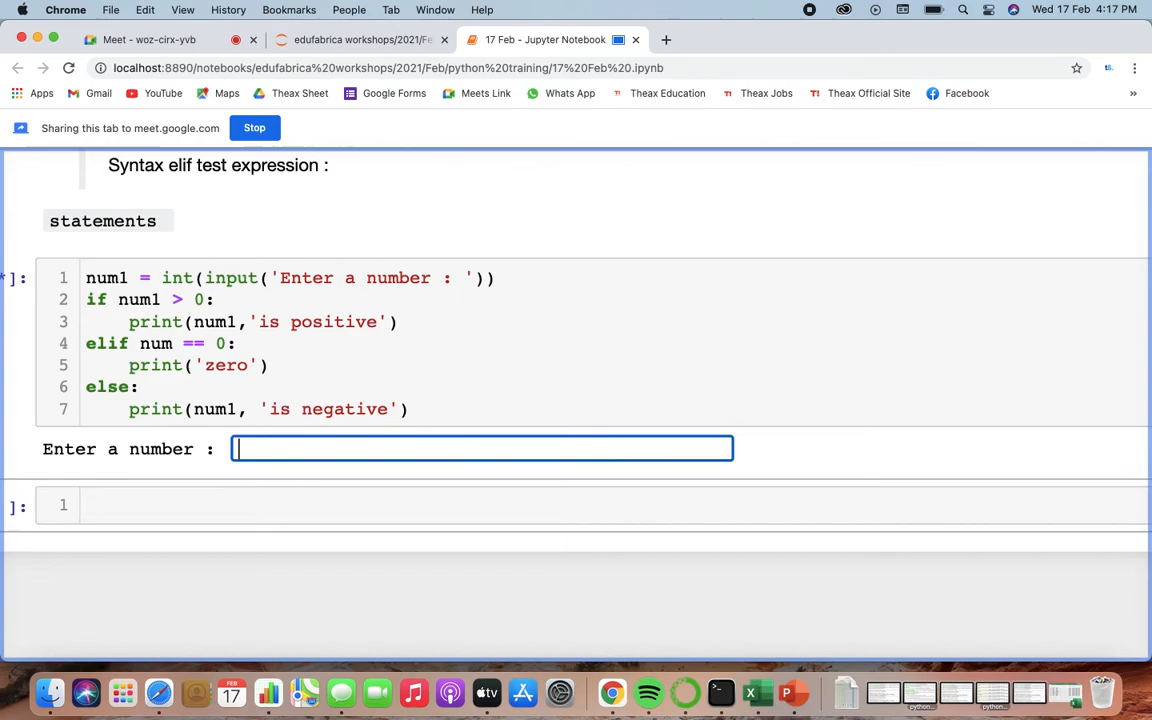 Chrome File Edit View History Bookmarks People Tab Window Help Wed 17 Feb 4:17 PM
Meet - woz-cirx-yvb edufabrica workshops/2021/Fe 17 Feb - Jupyter Notebook
localhost:8890/notebooks/edufabrica%20workshops/2021/Feb/python%20training/17%20Feb%20.ipynb
Apps Gmail YouTube Maps Theax Sheet Google Forms Meets Link Whats App Theax Education Theax Jobs Theax Official Site Facebook »
Sharing this tab to meet.google.com Stop
Syntax elif test expression :
statements
*]: 1 num1 = int(input('Enter a number : '))
2 if num1 > 0:
3 print(num1,'is positive')
4 elif num == 0:
5 print('zero')
6 else:
7 print(num1, 'is negative')
Enter a number :
]: 1
FEB
17